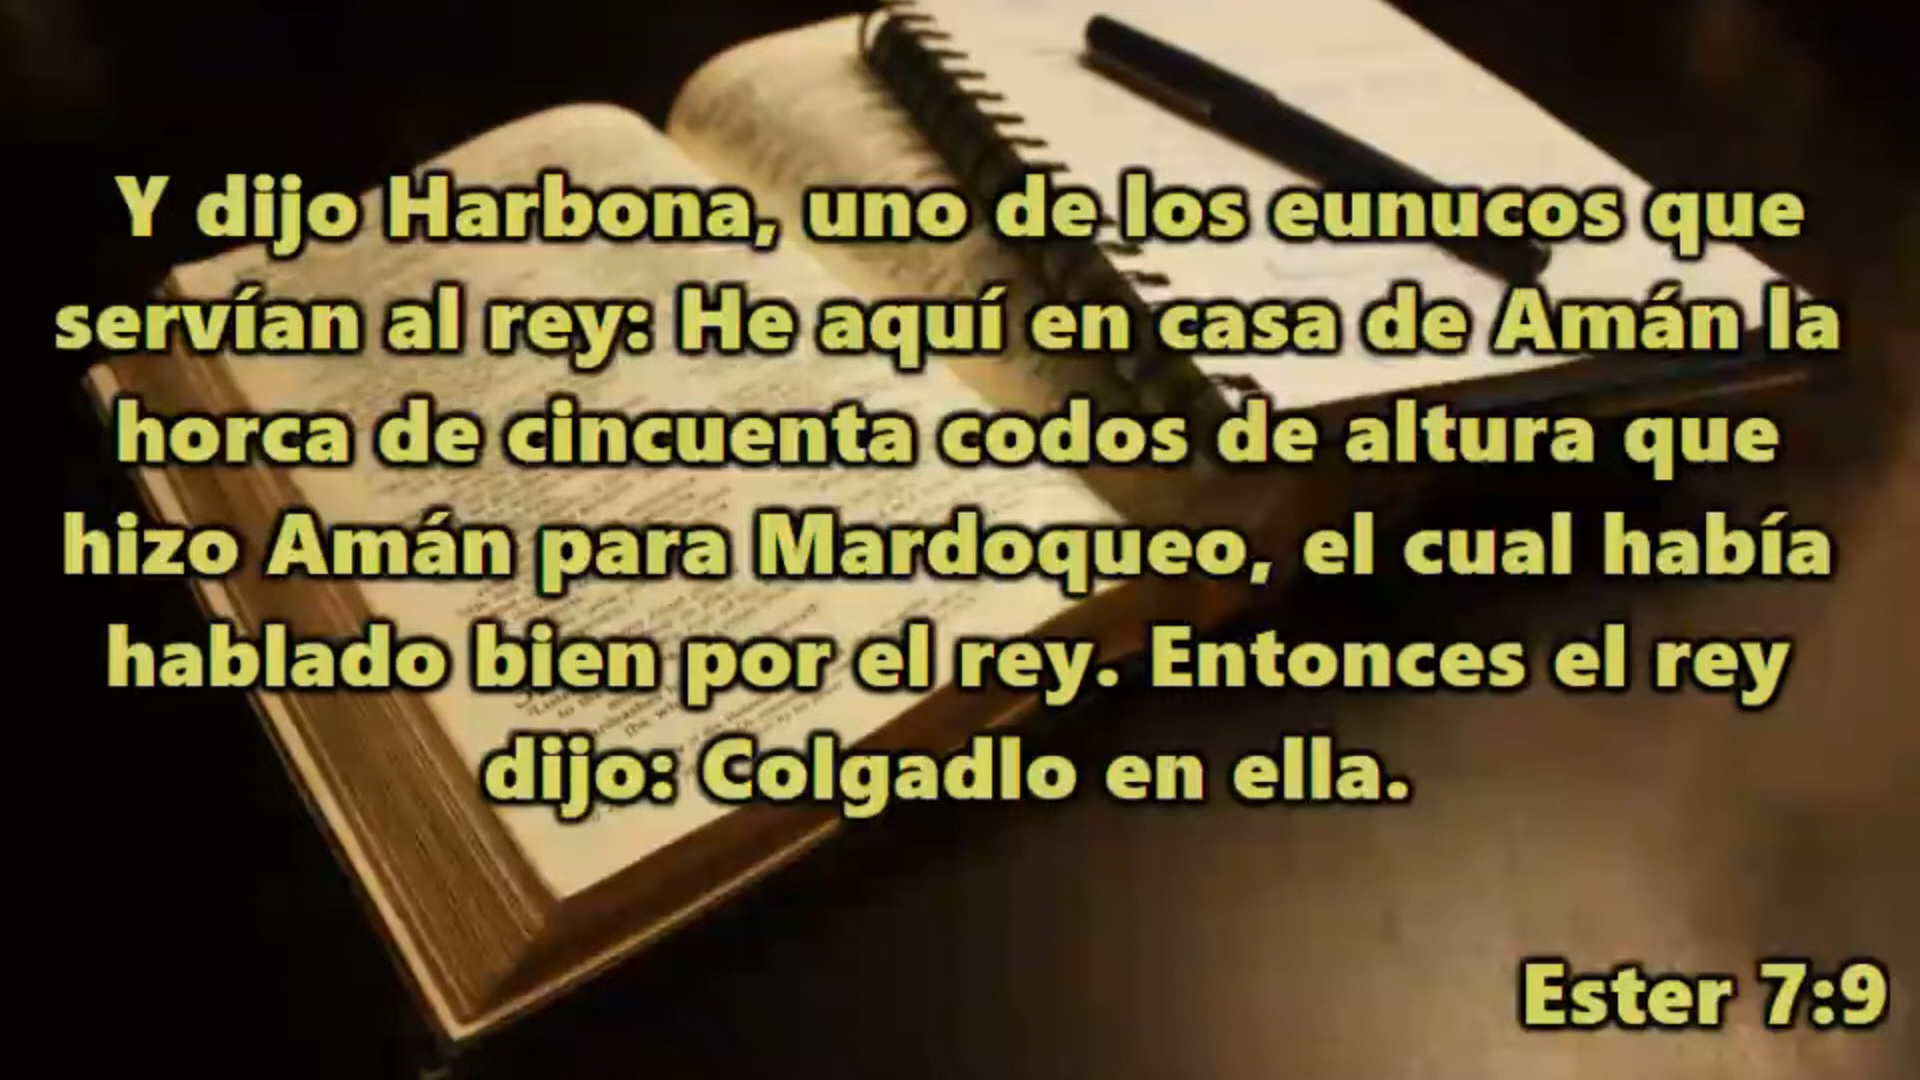 Y dijo Harbona, uno de los eunucos que
servían al rey: He aquí en casa de Amán la
horca de cincuenta codos de altura que
hizo Amán para Mardoqueo, el cual había
hablado bien por el rey. Entonces el rey
dijo: Colgadlo en ella.
Ester 7:9